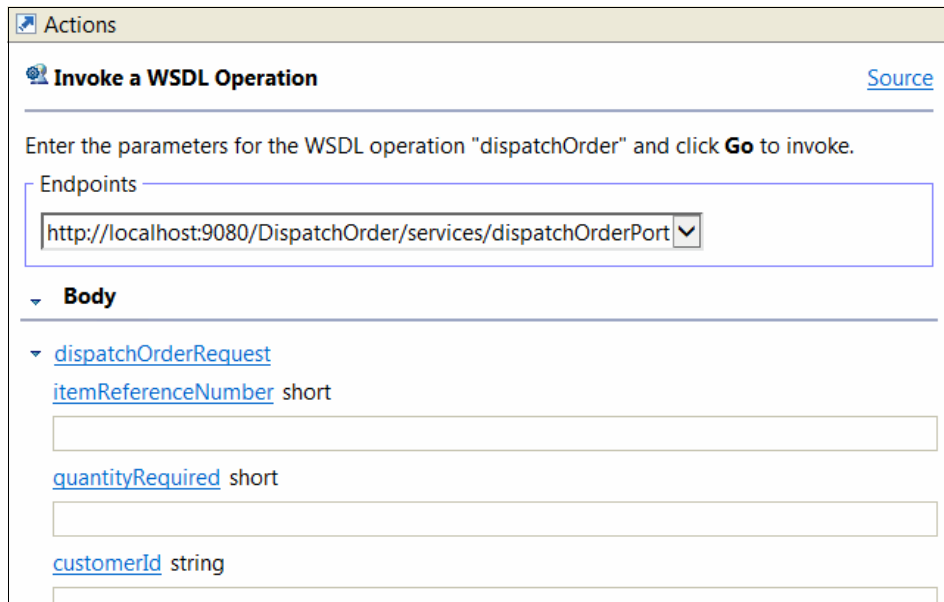 Actions
Invoke a WSDL Operation Source
Enter the parameters for the WSDL operation "dispatchOrder" and click Go to invoke.
Endpoints
http://localhost:9080/DispatchOrder/services/dispatchOrderPort
Body
dispatchOrderRequest
itemReferenceNumber short
quantityRequired short
customerId string